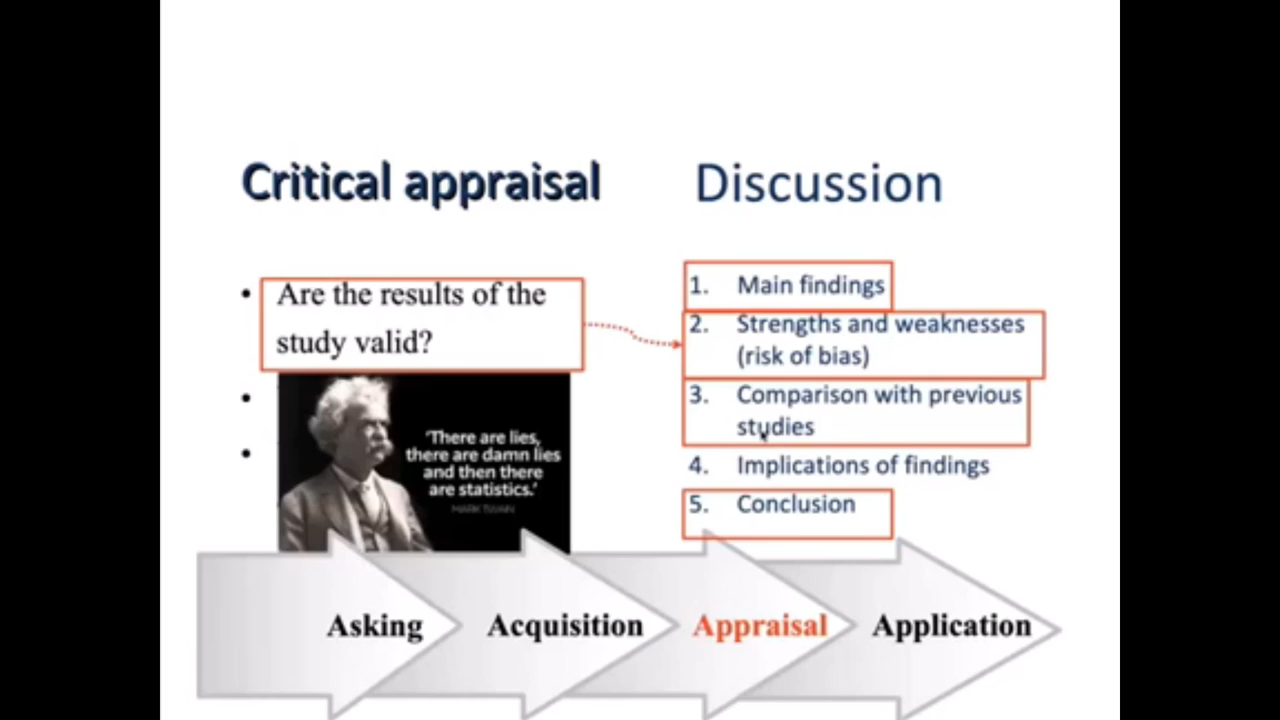 Critical appraisal
Discussion
• Are the results of the
study valid?
•
•
'There are lies,
there are damn lies
and then there
are statistics.'
MARK TWAIN
1. Main findings
2. Strengths and weaknesses
(risk of bias)
3. Comparison with previous
studies
4. Implications of findings
5. Conclusion
Asking
Acquisition
Appraisal
Application